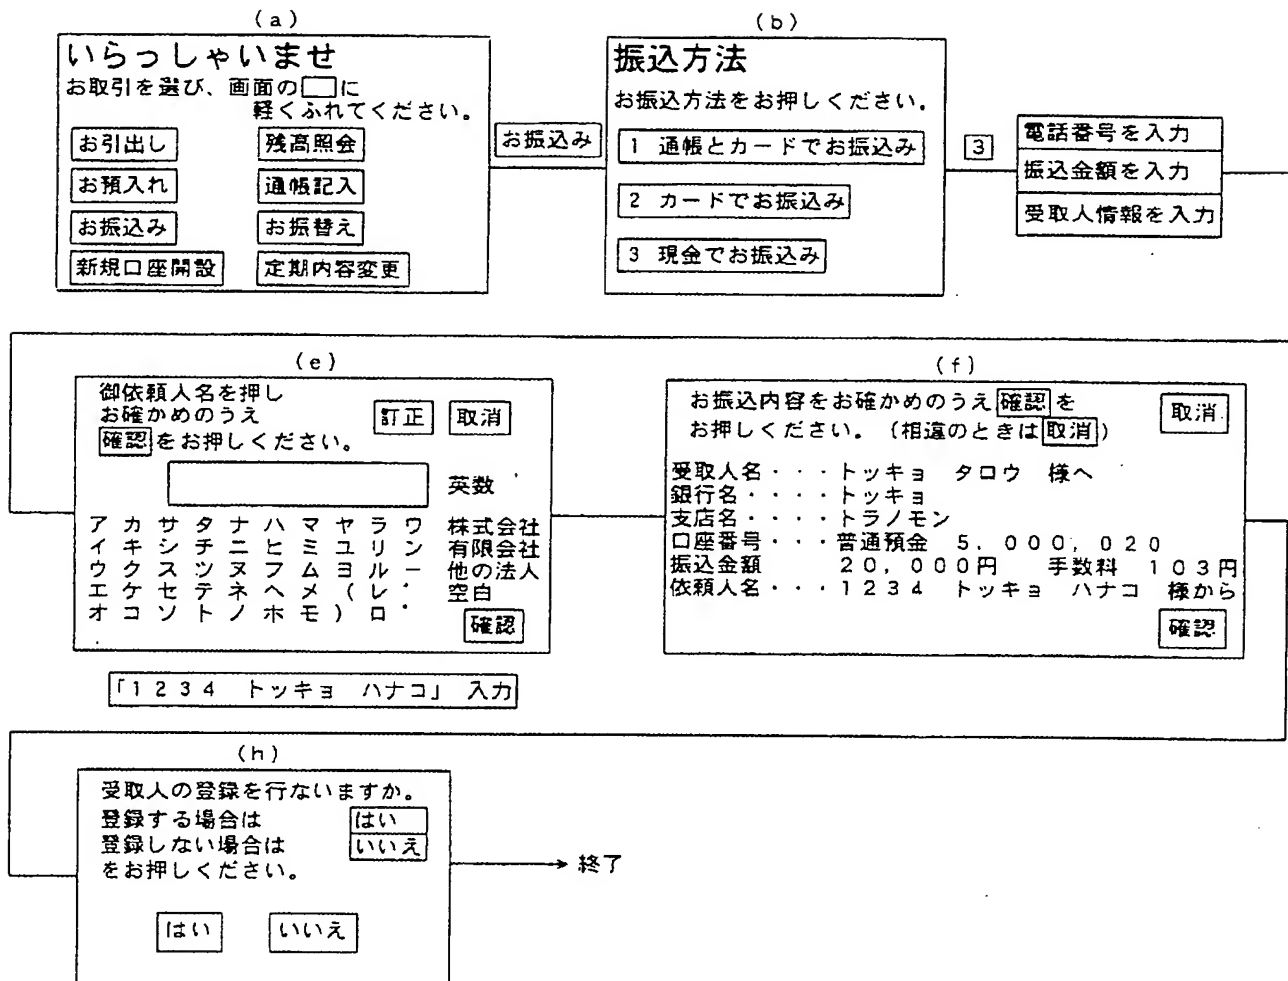 (a)
いらっしゃいませ
お取引を選び、画面の□に
軽くふれてください。
お引出し 残高照会
お預入れ 通帳記入
お振込み お振替え
新規口座開設 定期内容変更
お振込み
(b)
振込方法
お振込方法をお押しください。
1 通帳とカードでお振込み
2 カードでお振込み
3 現金でお振込み
3
電話番号を入力
振込金額を入力
受取人情報を入力
(e)
御依頼人名を押し
お確かめのうえ 訂正 取消
確認をお押しください。
英数
ア カ サ タ ナ ハ マ ヤ ラ ワ 株式会社
イ キ シ チ ニ ヒ ミ ユ リ ン 有限会社
ウ ク ス ツ ヌ フ ム ヨ ル ー 他の法人
エ ケ セ テ ネ ヘ メ ( レ ゛ 空白
オ コ ソ ト ノ ホ モ ) ロ ゜
確認
「1234 トッキョ ハナコ」 入力
(f)
お振込内容をお確かめのうえ確認を 取消
お押しください。(相違のときは取消)
受取人名・・・トッキョ タロウ 様へ
銀行名・・・・トッキョ
支店名・・・・トラノモン
口座番号・・・普通預金 5,000,020
振込金額 20,000円 手数料 103円
依頼人名・・・1234 トッキョ ハナコ 様から
確認
(h)
受取人の登録を行ないますか。
登録する場合は はい
登録しない場合は いいえ
をお押しください。
はい いいえ
終了